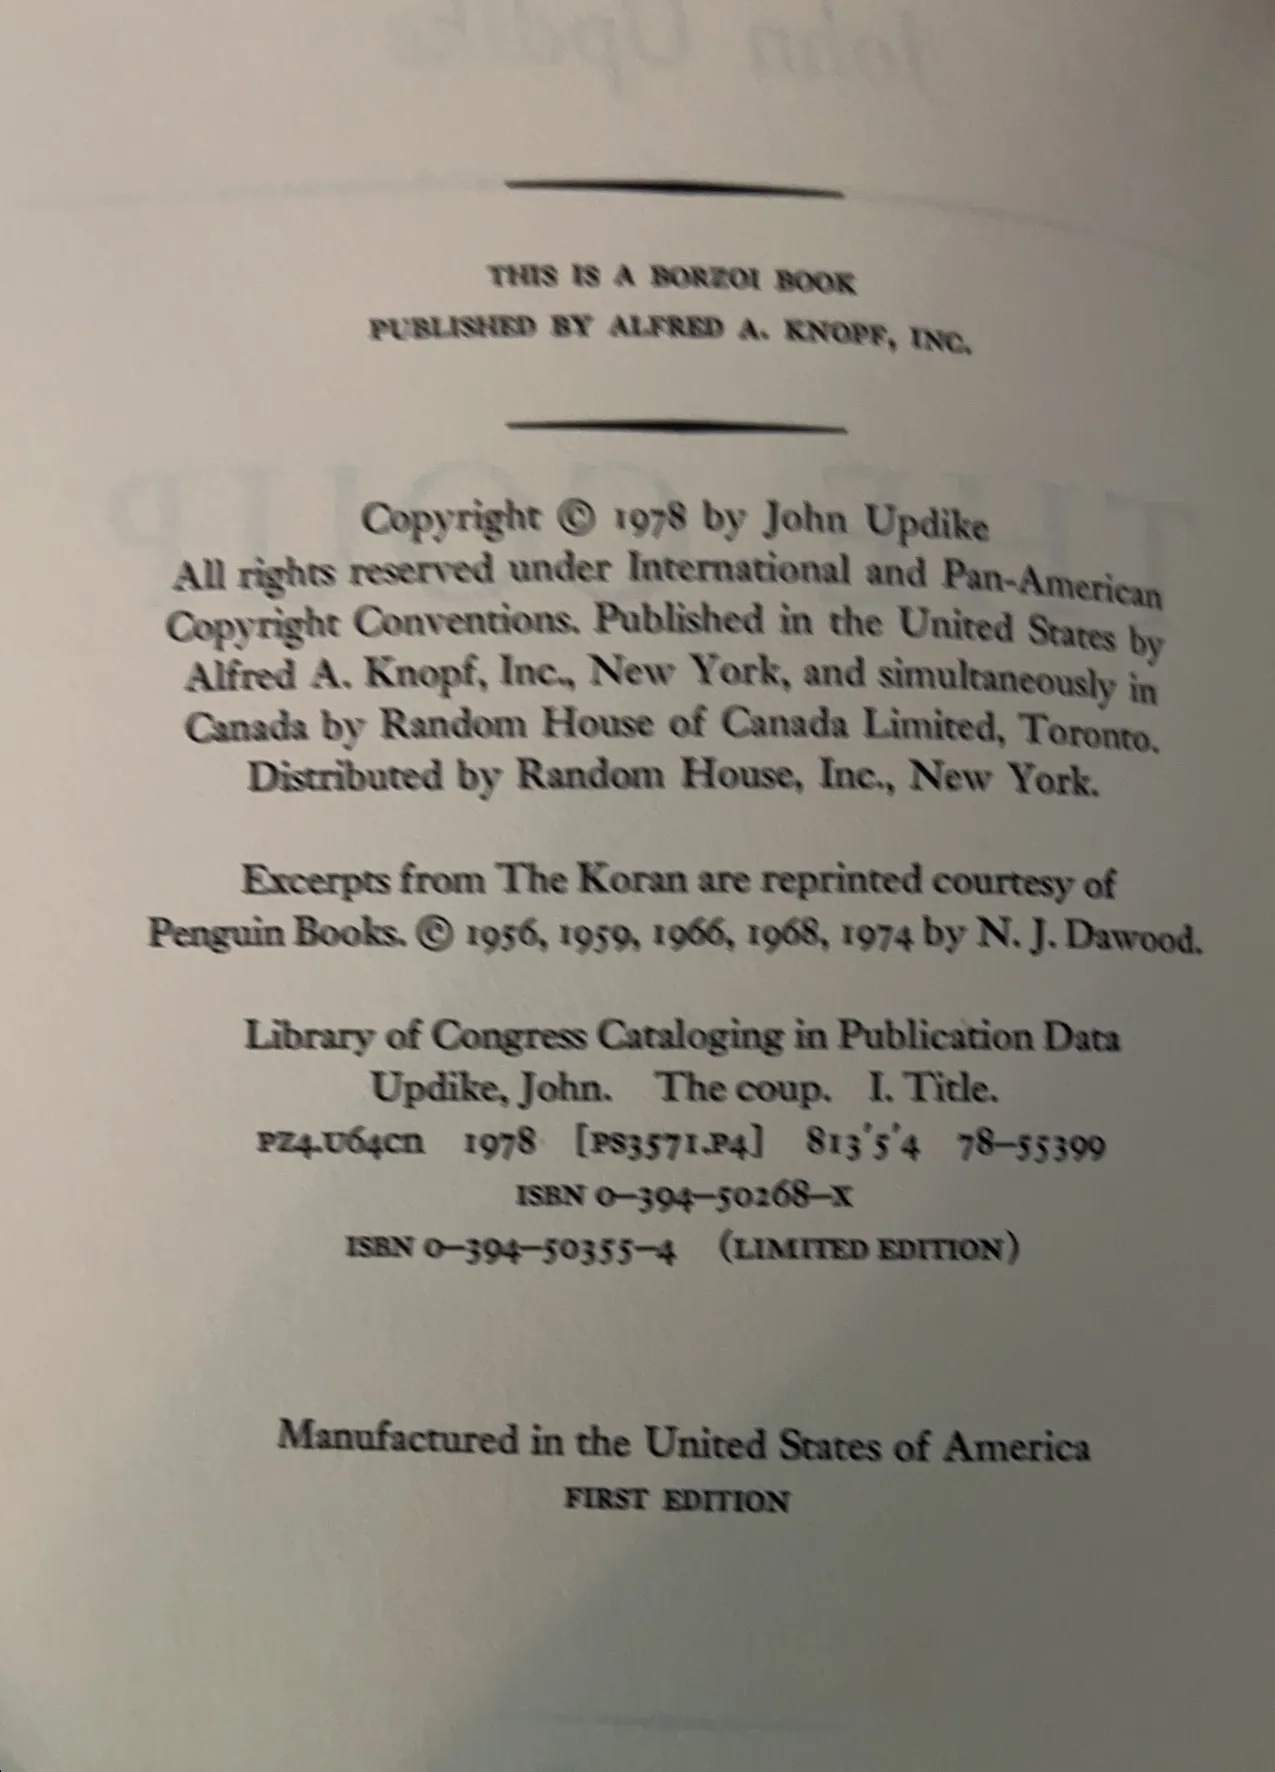 John Updike
THIS IS A BORZOI BOOK
PUBLISHED BY ALFRED A. KNOPF, INC.
THE COUP
Copyright © 1978 by John Updike
All rights reserved under International and Pan-American
Copyright Conventions. Published in the United States by
Alfred A. Knopf, Inc., New York, and simultaneously in
Canada by Random House of Canada Limited, Toronto.
Distributed by Random House, Inc., New York.
Excerpts from The Koran are reprinted courtesy of
Penguin Books. © 1956, 1959, 1966, 1968, 1974 by N. J. Dawood.
Library of Congress Cataloging in Publication Data
Updike, John. The coup. I. Title.
PZ4.U64Cn 1978 [PS3571.P4] 813'5'4 78–55399
ISBN 0–394–50268–X
ISBN 0–394–50355–4 (LIMITED EDITION)
Manufactured in the United States of America
FIRST EDITION